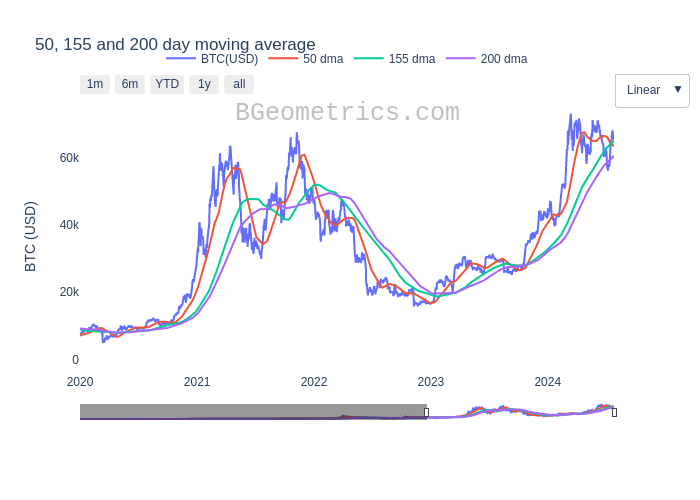 50, 155 and 200 day moving average
BTC(USD) 50 dma 155 dma 200 dma
1m 6m YTD 1y all
Linear ▼
BGeometrics.com
60k
40k
20k
0
BTC (USD)
2020 2021 2022 2023 2024